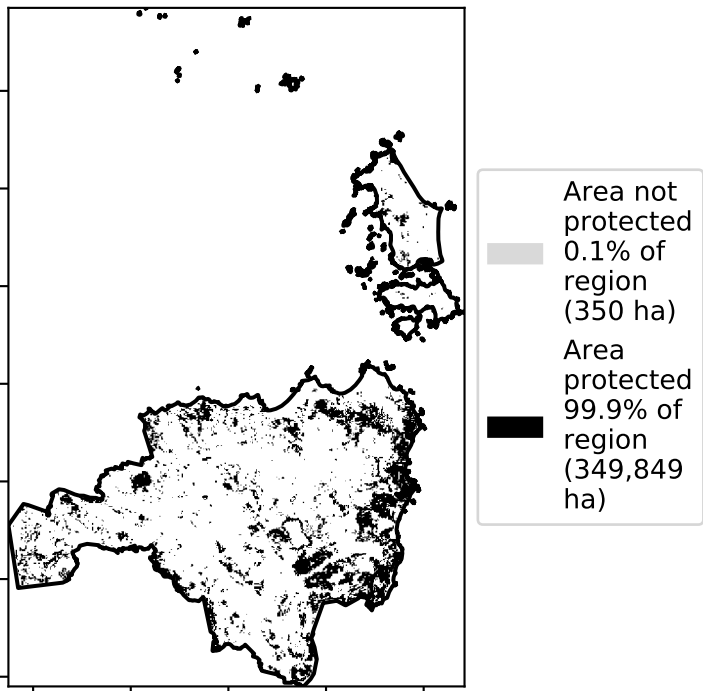 Area not
protected
0.1% of
region
(350 ha)
Area
protected
99.9% of
region
(349,849
ha)